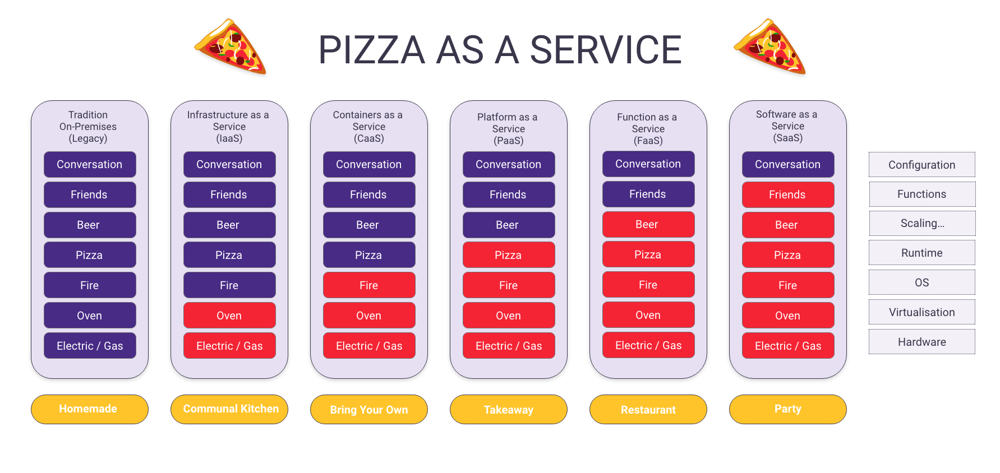 PIZZA AS A SERVICE
Tradition
On-Premises
(Legacy)
Conversation
Friends
Beer
Pizza
Fire
Oven
Electric / Gas
Homemade
Infrastructure as a
Service
(IaaS)
Conversation
Friends
Beer
Pizza
Fire
Oven
Electric / Gas
Communal Kitchen
Containers as a
Service
(CaaS)
Conversation
Friends
Beer
Pizza
Fire
Oven
Electric / Gas
Bring Your Own
Platform as a
Service
(PaaS)
Conversation
Friends
Beer
Pizza
Fire
Oven
Electric / Gas
Takeaway
Function as a
Service
(FaaS)
Conversation
Friends
Beer
Pizza
Fire
Oven
Electric / Gas
Restaurant
Software as a
Service
(SaaS)
Conversation
Friends
Beer
Pizza
Fire
Oven
Electric / Gas
Party
Configuration
Functions
Scaling...
Runtime
OS
Virtualisation
Hardware